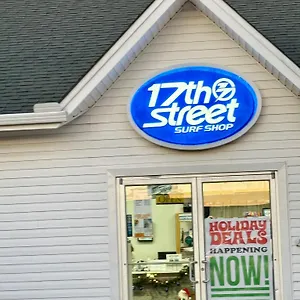 17th
Street
SURF SHOP
HOLIDAY
DEALS
HAPPENING
NOW!